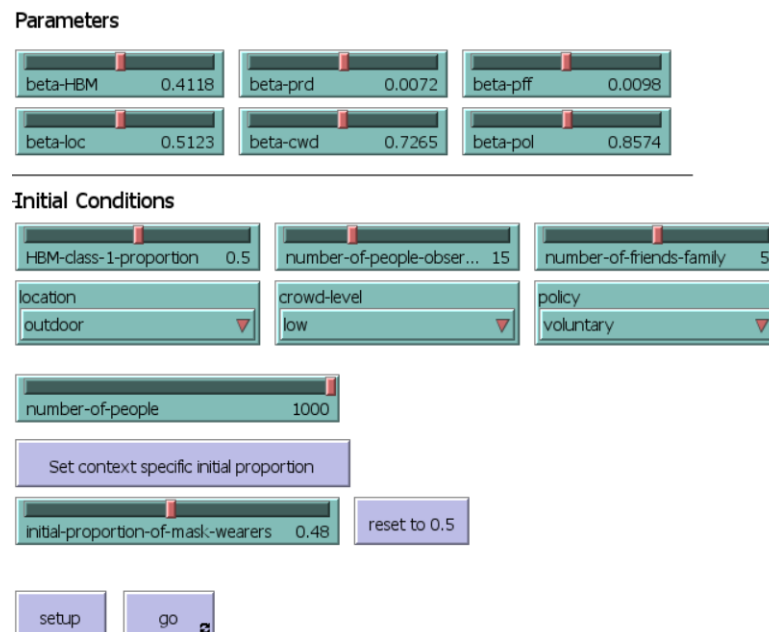 Parameters
beta-HBM 0.4118 beta-prd 0.0072 beta-pff 0.0098
beta-loc 0.5123 beta-cwd 0.7265 beta-pol 0.8574
Initial Conditions
HBM-class-1-proportion 0.5 number-of-people-obser... 15 number-of-friends-family 5
location crowd-level policy
outdoor low voluntary
number-of-people 1000
Set context specific initial proportion
initial-proportion-of-mask-wearers 0.48 reset to 0.5
setup go